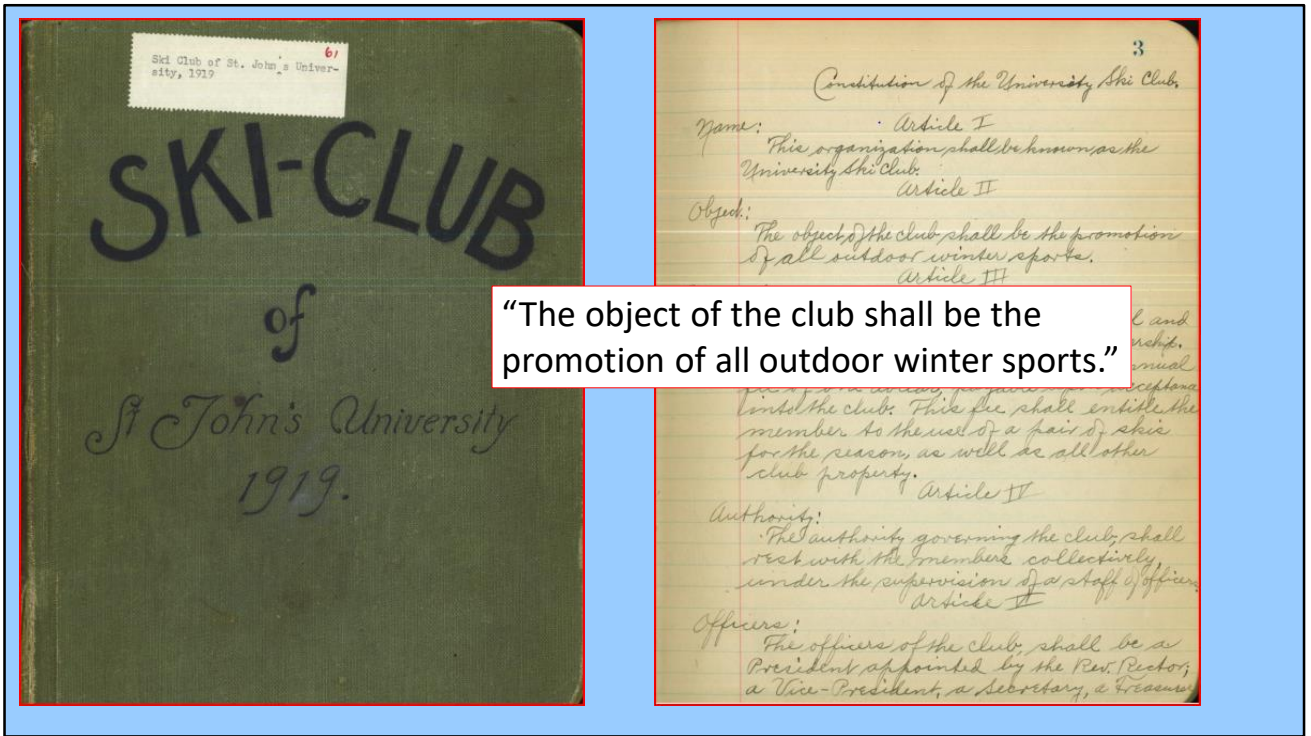 61
Ski Club of St. John's Univer-
sity, 1919
SKI-CLUB
of
St John's University
1919.
3
Constitution of the University Ski Club.
Name: Article I
This organization shall be known as the
University Ski Club.
Article II
Object:
The object of the club shall be the promotion
of all outdoor winter sports.
Article III
“The object of the club shall be the
promotion of all outdoor winter sports.”
and
into the club. This fee shall entitle the
member to the use of a pair of skis
for the season, as well as all other
club property.
Article IV
Authority:
The authority governing the club, shall
rest with the members collectively,
under the supervision of a staff of officers
Article V
Officers:
The officers of the club, shall be a
President appointed by the Rev. Rector;
a Vice-President, a Secretary, a Treasurer